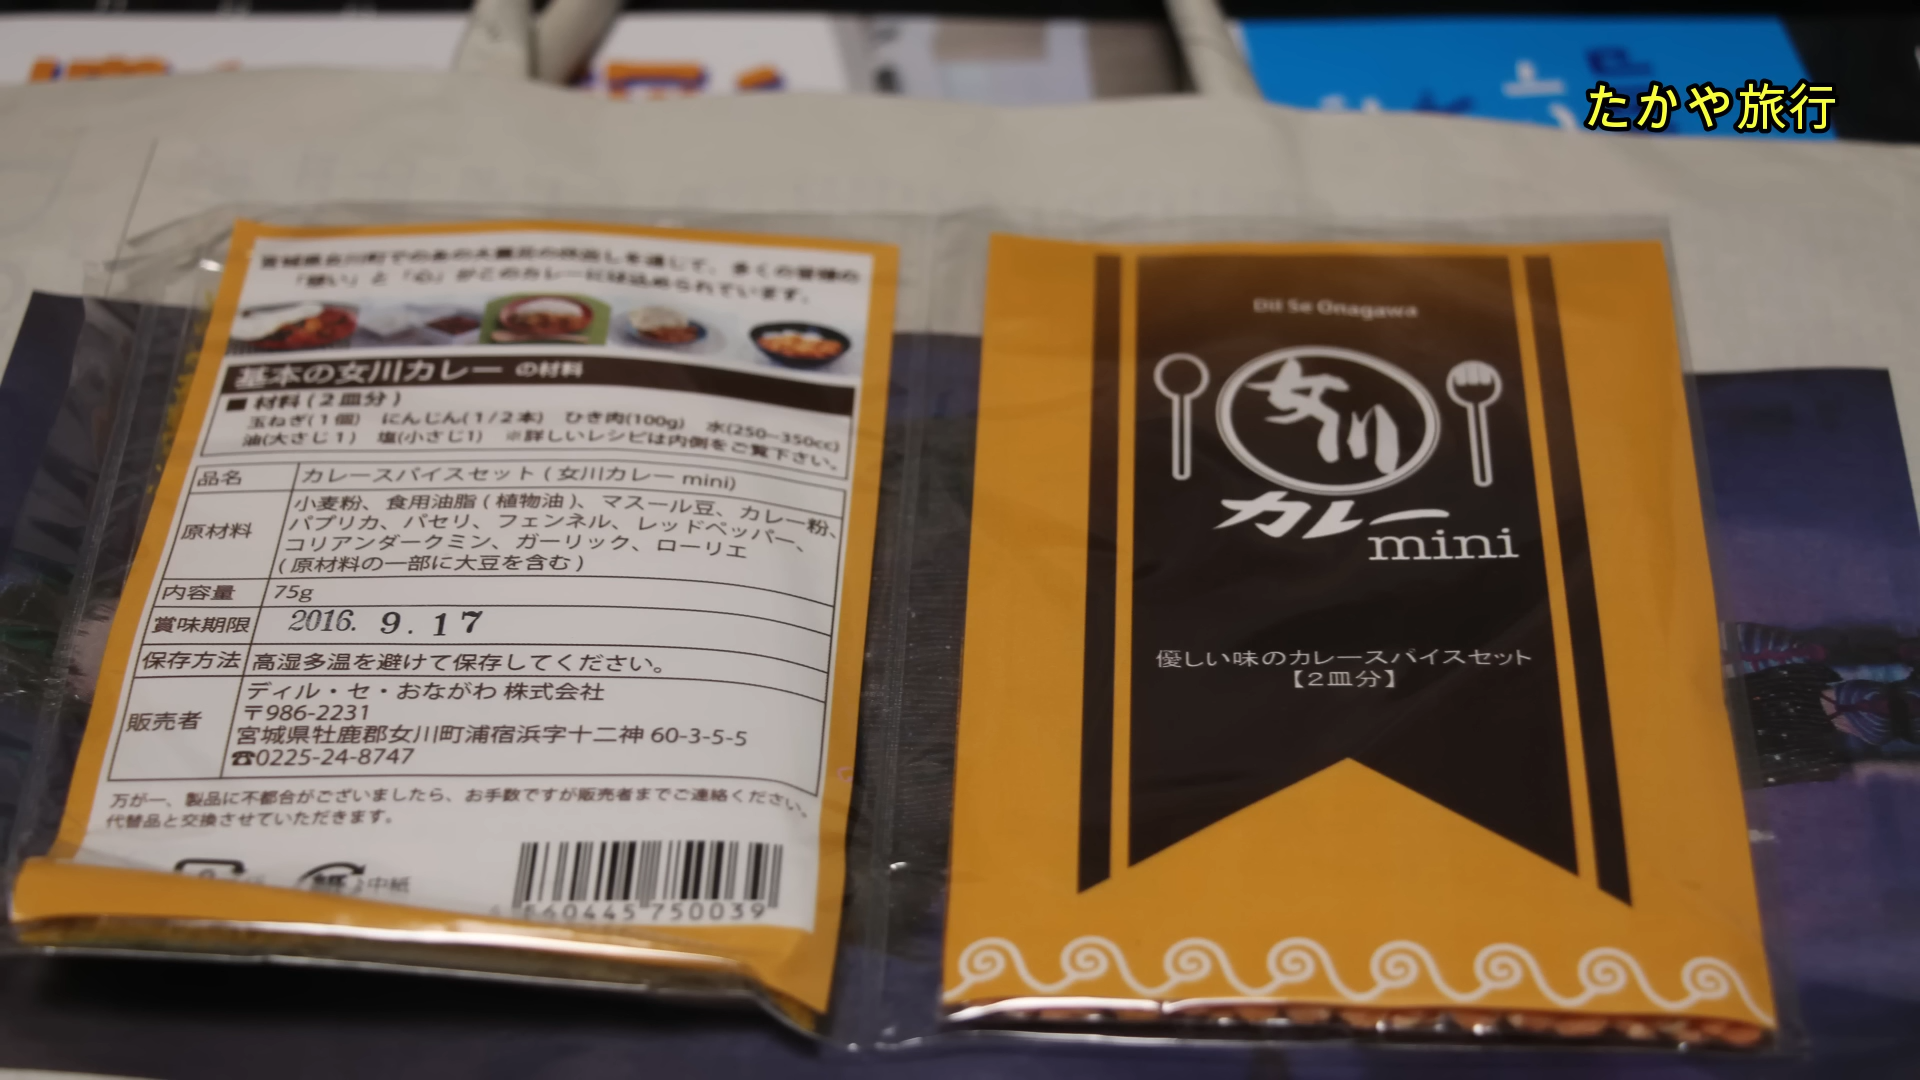 たかや旅行
宮城県女川町でのあの大震災の炊出しを通じて、多くの皆様の
「想い」と「心」がこのカレーには込められています。
基本の女川カレー の材料
■ 材料(2皿分)
玉ねぎ(1個) にんじん(1/2本) ひき肉(100g) 水(250–350cc)
油(大さじ1) 塩(小さじ1) ※詳しいレシピは内側をご覧下さい。
品名 カレースパイスセット(女川カレー mini)
原材料 小麦粉、食用油脂(植物油)、マスール豆、カレー粉、
パプリカ、パセリ、フェンネル、レッドペッパー、
コリアンダークミン、ガーリック、ローリエ
(原材料の一部に大豆を含む)
内容量 75g
賞味期限 2016. 9. 17
保存方法 高湿多温を避けて保存してください。
販売者 ディル・セ・おながわ 株式会社
〒986-2231
宮城県牡鹿郡女川町浦宿浜字十二神 60-3-5-5
☎0225-24-8747
万が一、製品に不都合がございましたら、お手数ですが販売者までご連絡ください。
代替品と交換させていただきます。
中紙
560445 750039
Dil Se Onagawa
女川
カレー
mini
優しい味のカレースパイスセット
【2皿分】